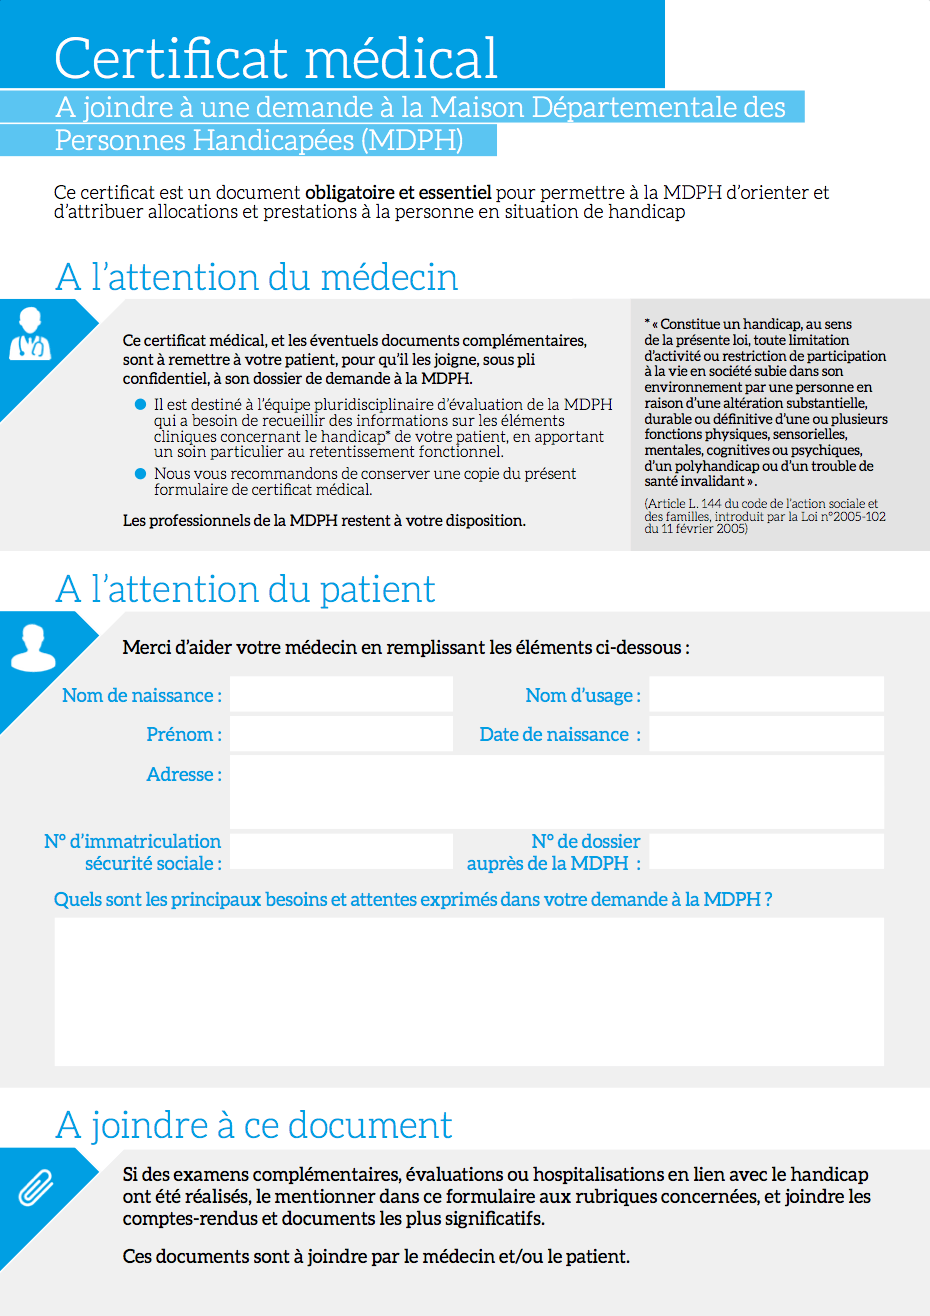 Certificat médical
A joindre à une demande à la Maison Départementale des
Personnes Handicapées (MDPH)
Ce certificat est un document obligatoire et essentiel pour permettre à la MDPH d'orienter et
d'attribuer allocations et prestations à la personne en situation de handicap
A l'attention du médecin
Ce certificat médical, et les éventuels documents complémentaires,
sont à remettre à votre patient, pour qu'il les joigne, sous pli
confidentiel, à son dossier de demande à la MDPH.
● Il est destiné à l'équipe pluridisciplinaire d'évaluation de la MDPH
qui a besoin de recueillir des informations sur les éléments
cliniques concernant le handicap* de votre patient, en apportant
un soin particulier au retentissement fonctionnel.
● Nous vous recommandons de conserver une copie du présent
formulaire de certificat médical.
Les professionnels de la MDPH restent à votre disposition.
* « Constitue un handicap, au sens
de la présente loi, toute limitation
d'activité ou restriction de participation
à la vie en société subie dans son
environnement par une personne en
raison d'une altération substantielle,
durable ou définitive d'une ou plusieurs
fonctions physiques, sensorielles,
mentales, cognitives ou psychiques,
d'un polyhandicap ou d'un trouble de
santé invalidant ».
(Article L. 144 du code de l'action sociale et
des familles, introduit par la Loi n°2005-102
du 11 février 2005)
A l'attention du patient
Merci d'aider votre médecin en remplissant les éléments ci-dessous :
Nom de naissance :
Nom d'usage :
Prénom :
Date de naissance :
Adresse :
N° d'immatriculation
sécurité sociale :
N° de dossier
auprès de la MDPH :
Quels sont les principaux besoins et attentes exprimés dans votre demande à la MDPH ?
A joindre à ce document
Si des examens complémentaires, évaluations ou hospitalisations en lien avec le handicap
ont été réalisés, le mentionner dans ce formulaire aux rubriques concernées, et joindre les
comptes-rendus et documents les plus significatifs.
Ces documents sont à joindre par le médecin et/ou le patient.